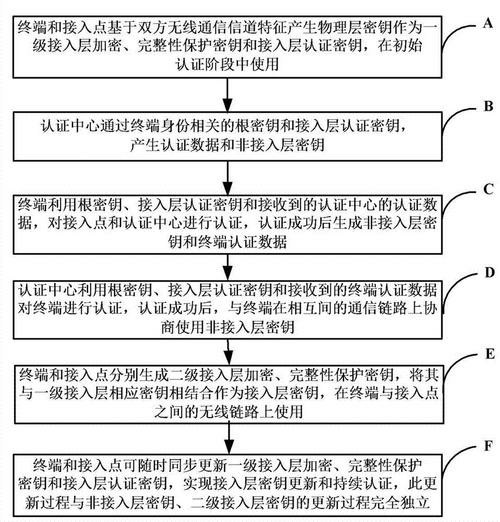 终端和接入点基于双方无线通信信道特征产生物理层密钥作为一
级接入层加密、完整性保护密钥和接入层认证密钥，在初始
认证阶段中使用
A
认证中心通过终端身份相关的根密钥和接入层认证密钥，
产生认证数据和非接入层密钥
B
终端利用根密钥、接入层认证密钥和接收到的认证中心的认证数
据，对接入点和认证中心进行认证，认证成功后生成非接入层密
钥和终端认证数据
C
认证中心利用根密钥、接入层认证密钥和接收到的终端认证数据
对终端进行认证，认证成功后，与终端在相互间的通信链路上协
商使用非接入层密钥
D
终端和接入点分别生成二级接入层加密、完整性保护密钥，将其
与一级接入层相应密钥相结合作为接入层密钥，在终端与接入点
之间的无线链路上使用
E
终端和接入点可随时同步更新一级接入层加密、完整性保护
密钥和接入层认证密钥，实现接入层密钥更新和持续认证，此更
新过程与非接入层密钥、二级接入层密钥的更新过程完全独立
F